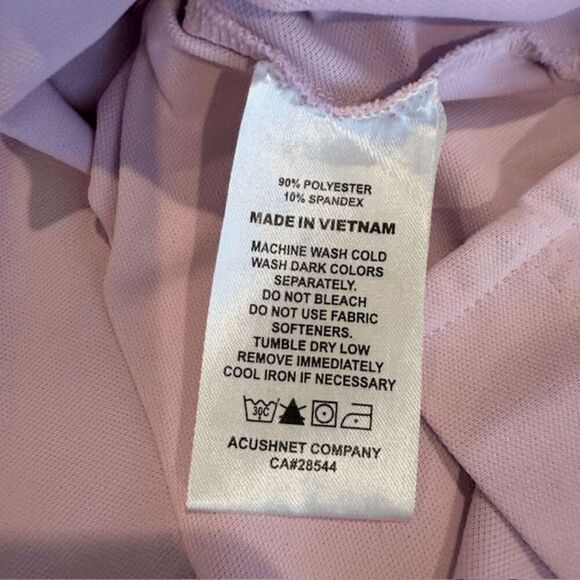 90% POLYESTER
10% SPANDEX
MADE IN VIETNAM
MACHINE WASH COLD
WASH DARK COLORS
SEPARATELY.
DO NOT BLEACH
DO NOT USE FABRIC
SOFTENERS.
TUMBLE DRY LOW
REMOVE IMMEDIATELY
COOL IRON IF NECESSARY
30C
ACUSHNET COMPANY
CA#28544